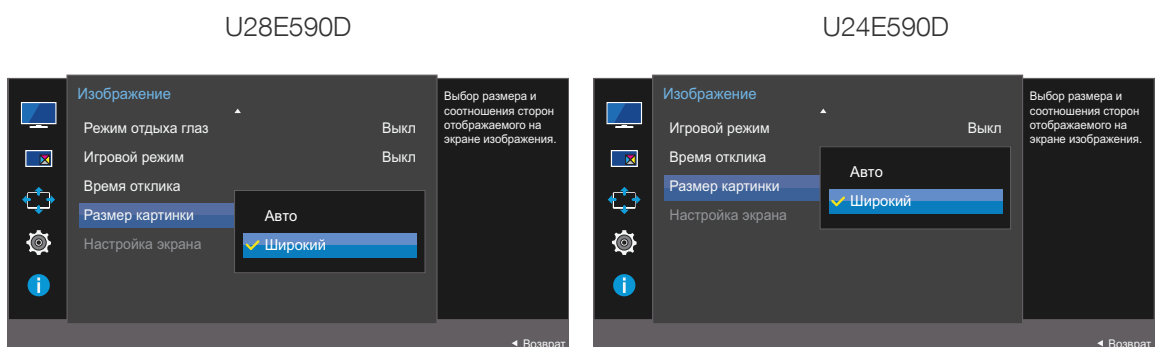 U28E590D
Изображение
Режим отдыха глаз Выкл
Игровой режим Выкл
Время отклика
Размер картинки
Настройка экрана
Авто
Широкий
Выбор размера и
соотношения сторон
отображаемого на
экране изображения.
Возврат
U24E590D
Изображение
Игровой режим Выкл
Время отклика
Размер картинки
Настройка экрана
Авто
Широкий
Выбор размера и
соотношения сторон
отображаемого на
экране изображения.
Возврат